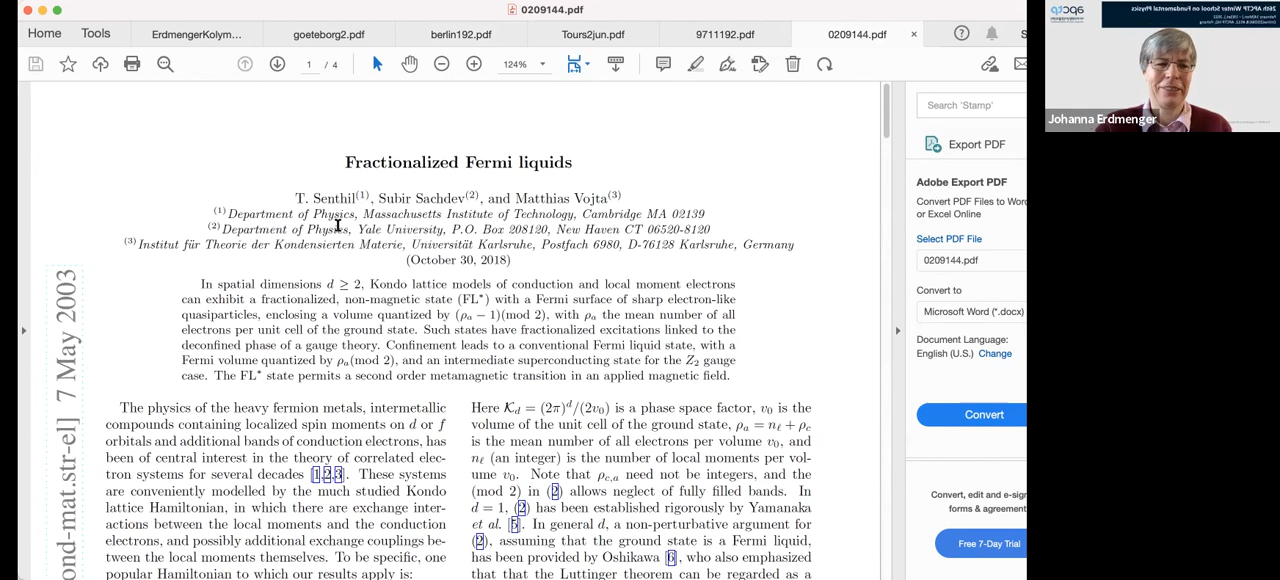 0209144.pdf
Home Tools ErdmengerKolym... goeteborg2.pdf berlin192.pdf Tours2jun.pdf 9711192.pdf 0209144.pdf × S
1 / 4 124%
Fractionalized Fermi liquids
T. Senthil(1), Subir Sachdev(2), and Matthias Vojta(3)
(1)Department of Physics, Massachusetts Institute of Technology, Cambridge MA 02139
(2)Department of Physics, Yale University, P.O. Box 208120, New Haven CT 06520-8120
(3)Institut für Theorie der Kondensierten Materie, Universität Karlsruhe, Postfach 6980, D-76128 Karlsruhe, Germany
(October 30, 2018)
In spatial dimensions d ≥ 2, Kondo lattice models of conduction and local moment electrons
can exhibit a fractionalized, non-magnetic state (FL*) with a Fermi surface of sharp electron-like
quasiparticles, enclosing a volume quantized by (ρa − 1)(mod 2), with ρa the mean number of all
electrons per unit cell of the ground state. Such states have fractionalized excitations linked to the
deconfined phase of a gauge theory. Confinement leads to a conventional Fermi liquid state, with a
Fermi volume quantized by ρa(mod 2), and an intermediate superconducting state for the Z2 gauge
case. The FL* state permits a second order metamagnetic transition in an applied magnetic field.
ond-mat.str-el] 7 May 2003
The physics of the heavy fermion metals, intermetallic
compounds containing localized spin moments on d or f
orbitals and additional bands of conduction electrons, has
been of central interest in the theory of correlated elec-
tron systems for several decades [1,2,3]. These systems
are conveniently modelled by the much studied Kondo
lattice Hamiltonian, in which there are exchange inter-
actions between the local moments and the conduction
electrons, and possibly additional exchange couplings be-
tween the local moments themselves. To be specific, one
popular Hamiltonian to which our results apply is:
Here Kd = (2π)d/(2v0) is a phase space factor, v0 is the
volume of the unit cell of the ground state, ρa = nℓ + ρc
is the mean number of all electrons per volume v0, and
nℓ (an integer) is the number of local moments per vol-
ume v0. Note that ρc,a need not be integers, and the
(mod 2) in (2) allows neglect of fully filled bands. In
d = 1, (2) has been established rigorously by Yamanaka
et al. [5]. In general d, a non-perturbative argument for
(2), assuming that the ground state is a Fermi liquid,
has been provided by Oshikawa [6], who also emphasized
that that the Luttinger theorem can be regarded as a
Search 'Stamp'
Export PDF
Adobe Export PDF
Convert PDF Files to Word
or Excel Online
Select PDF File
0209144.pdf
Convert to
Microsoft Word (*.docx)
Document Language:
English (U.S.) Change
Convert
Convert, edit and e-sign
forms & agreement
Free 7-Day Trial
apctp
26th APCTP Winter School on Fundamental Physics
Johanna Erdmenger